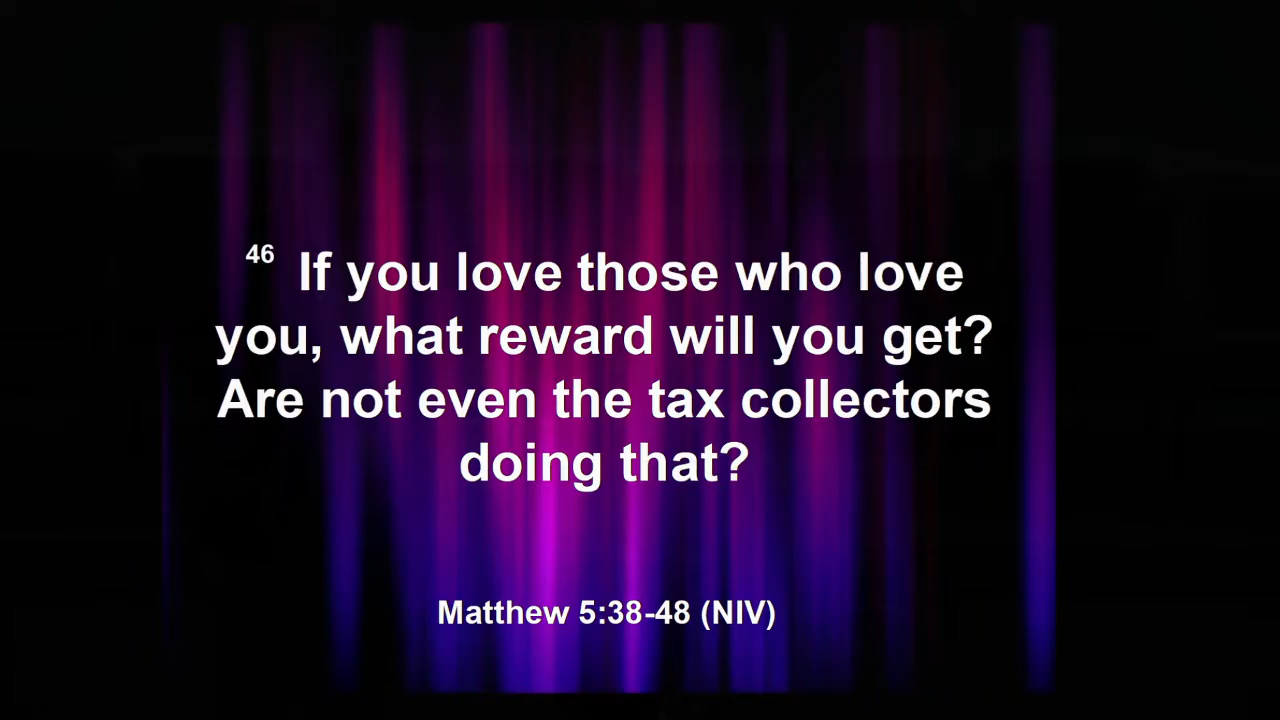 46 If you love those who love
you, what reward will you get?
Are not even the tax collectors
doing that?
Matthew 5:38-48 (NIV)